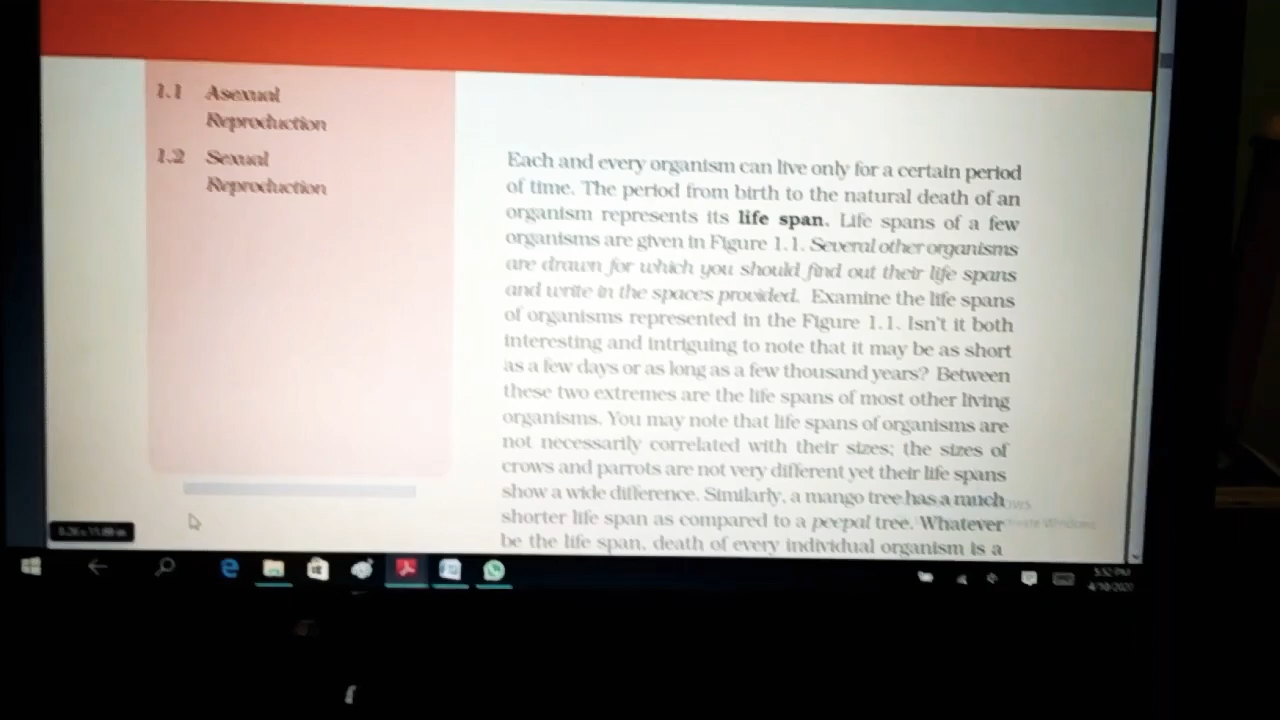 1.1 Asexual
Reproduction
1.2 Sexual
Reproduction
Each and every organism can live only for a certain period
of time. The period from birth to the natural death of an
organism represents its life span. Life spans of a few
organisms are given in Figure 1.1. Several other organisms
are drawn for which you should find out their life spans
and write in the spaces provided. Examine the life spans
of organisms represented in the Figure 1.1. Isn't it both
interesting and intriguing to note that it may be as short
as a few days or as long as a few thousand years? Between
these two extremes are the life spans of most other living
organisms. You may note that life spans of organisms are
not necessarily correlated with their sizes; the sizes of
crows and parrots are not very different yet their life spans
show a wide difference. Similarly, a mango tree has a much
shorter life span as compared to a peepal tree. Whatever
be the life span, death of every individual organism is a
5:52 PM